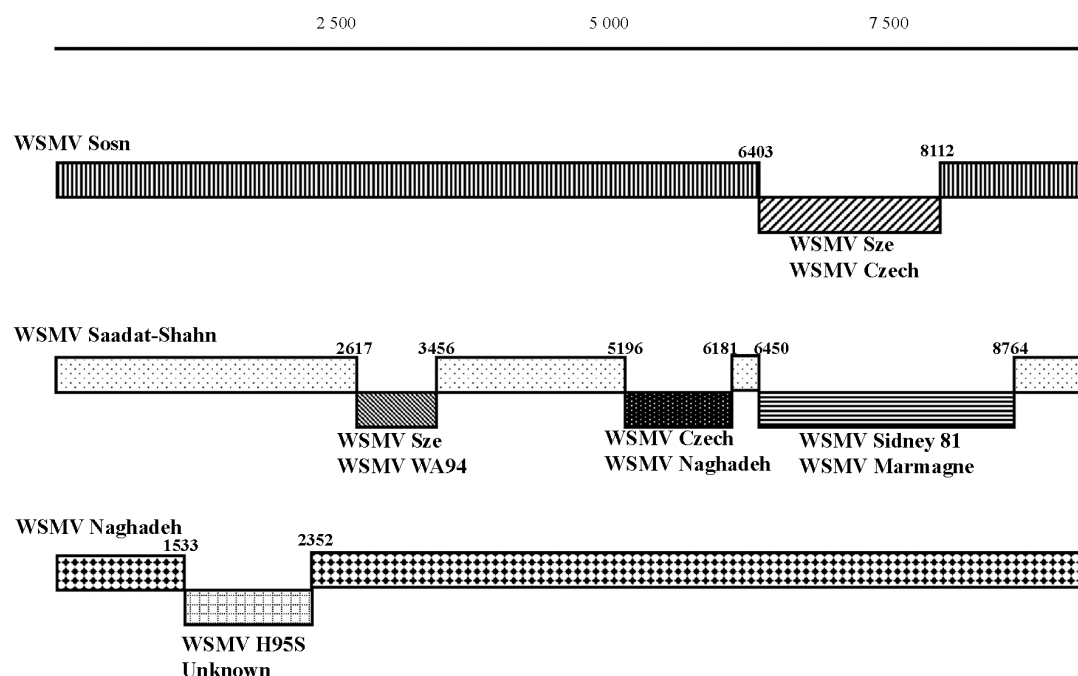 2 500 5 000 7 500
WSMV Sosn
6403 8112
WSMV Sze
WSMV Czech
WSMV Saadat-Shahn
2617 3456 5196 6181 6450 8764
WSMV Sze WSMV Czech WSMV Sidney 81
WSMV WA94 WSMV Naghadeh WSMV Marmagne
WSMV Naghadeh
1533 2352
WSMV H95S
Unknown